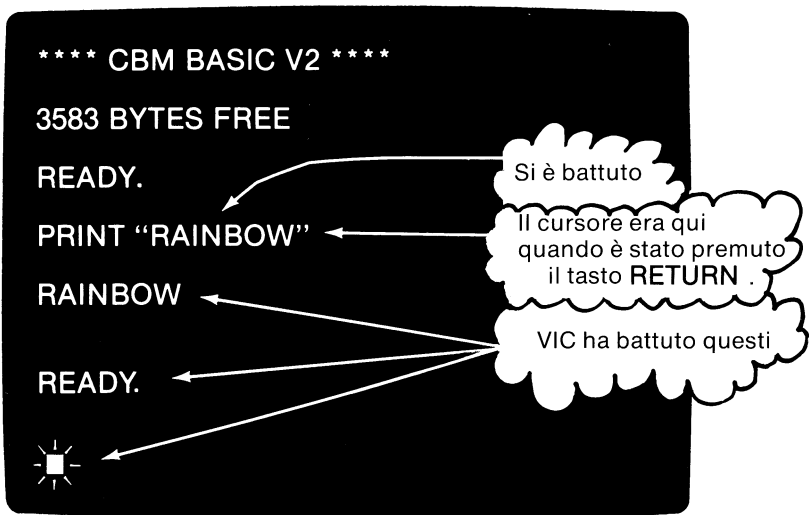 **** CBM BASIC V2 ****
3583 BYTES FREE
READY.
PRINT “RAINBOW”
RAINBOW
READY.
Si è battuto
Il cursore era qui
quando è stato premuto
il tasto RETURN .
VIC ha battuto questi